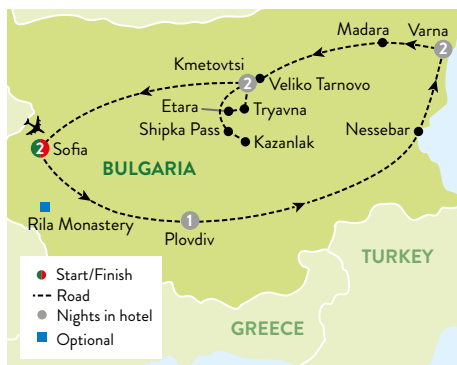 Madara
Varna
2
Kmetovtsi
2
Veliko Tarnovo
Etara
Tryavna
Shipka Pass
Kazanlak
Nessebar
2
Sofia
BULGARIA
Rila Monastery
1
Plovdiv
TURKEY
GREECE
Start/Finish
Road
Nights in hotel
Optional